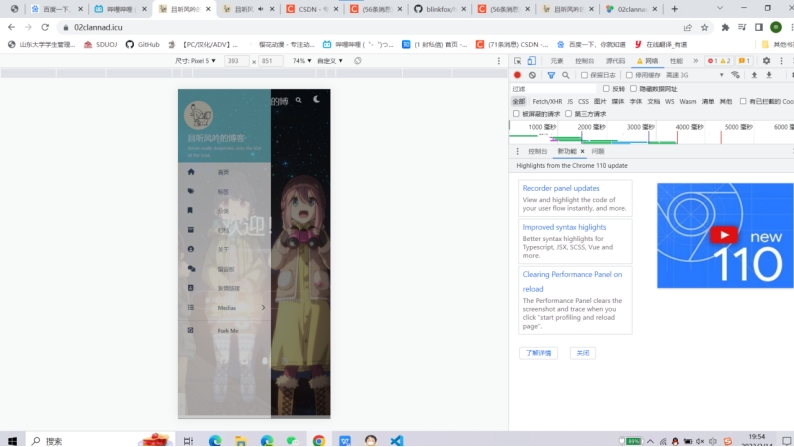 百度一下.
哔哩哔哩 (
且听风吟的
且听风
CSDN - 专
(56条消息
blinkfox/h
(56条消息
且听风吟的
02clannad.
02clannad.icu
山东大学学生管...
SDUOJ
GitHub
【PC/汉化/ADV】...
樱花动漫 - 专注动...
哔哩哔哩 (゜-゜)つ...
(1 封私信) 首页 -...
(71条消息) CSDN -...
百度一下，你就知道
在线翻译_有道
其他书
尺寸: Pixel 5 ▼
393
×
851
74% ▼
自定义 ▼
元素
控制台
源代码
网络
性能
»
1
2
1
保留日志
停用缓存
高速 3G
过滤
反转
隐藏数据网址
全部
Fetch/XHR
JS
CSS
图片
媒体
字体
文档
WS
Wasm
清单
其他
有已拦截的 Coo
被屏蔽的请求
第三方请求
1000 毫秒
2000 毫秒
3000 毫秒
4000 毫秒
5000 毫秒
6000
控制台
新功能
×
问题
Highlights from the Chrome 110 update
Recorder panel updates
View and highlight the code of
your user flow instantly, and more.
Improved syntax higlights
Better syntax highlights for
Typescript, JSX, SCSS, Vue and
more.
Clearing Performance Panel on
reload
The Performance Panel clears the
screenshot and trace when you
click "start profiling and reload
page".
new
110
了解详情
关闭
的博
且听风吟的博客
首页
标签
关于
留言板
友情链接
Medias
Fork Me
欢迎!
搜索
19:54